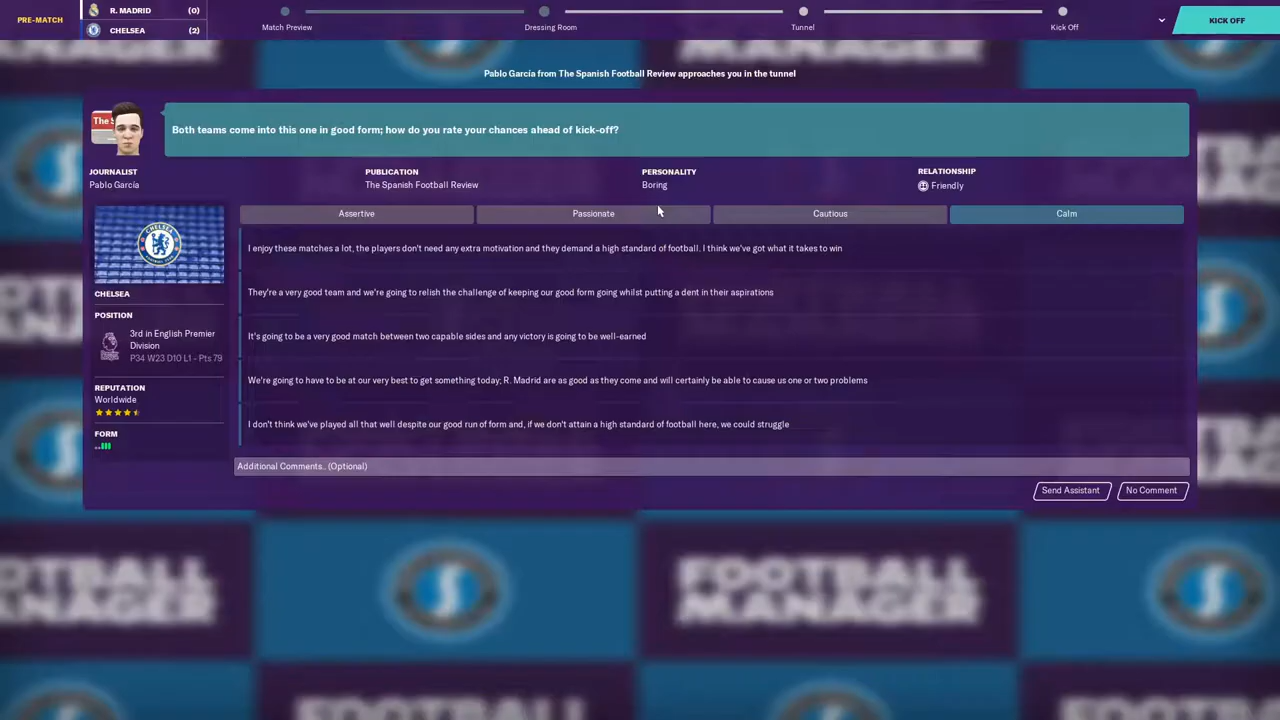 PRE-MATCH
R. MADRID (0)
CHELSEA (2)
Match Preview
Dressing Room
Tunnel
Kick Off
KICK OFF
Pablo García from The Spanish Football Review approaches you in the tunnel
The S
Both teams come into this one in good form; how do you rate your chances ahead of kick-off?
JOURNALIST
Pablo García
PUBLICATION
The Spanish Football Review
PERSONALITY
Boring
RELATIONSHIP
Friendly
Assertive
Passionate
Cautious
Calm
I enjoy these matches a lot, the players don't need any extra motivation and they demand a high standard of football. I think we've got what it takes to win
They're a very good team and we're going to relish the challenge of keeping our good form going whilst putting a dent in their aspirations
It's going to be a very good match between two capable sides and any victory is going to be well-earned
We're going to have to be at our very best to get something today; R. Madrid are as good as they come and will certainly be able to cause us one or two problems
I don't think we've played all that well despite our good run of form and, if we don't attain a high standard of football here, we could struggle
CHELSEA
POSITION
3rd in English Premier
Division
P34 W23 D10 L1 - Pts 79
REPUTATION
Worldwide
FORM
Additional Comments.. (Optional)
Send Assistant
No Comment
FOOTBALL
MANAGER
FOOTBALL
MANAGER